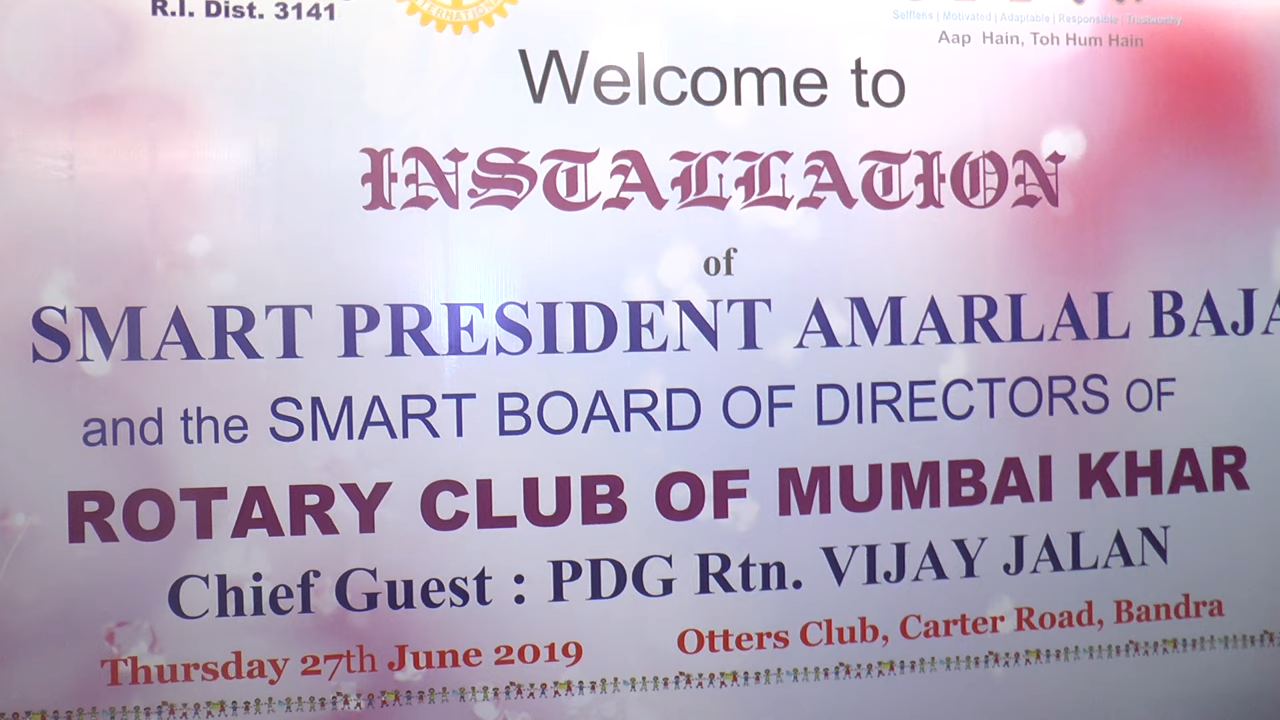 R.I. Dist. 3141
INTERNATIONAL
Selfless | Motivated | Adaptable | Responsible | Trustworthy
Aap Hain, Toh Hum Hain
Welcome to
INSTALLATION
of
SMART PRESIDENT AMARLAL BAJA
and the SMART BOARD OF DIRECTORS OF
ROTARY CLUB OF MUMBAI KHAR
Chief Guest : PDG Rtn. VIJAY JALAN
Thursday 27th June 2019 Otters Club, Carter Road, Bandra